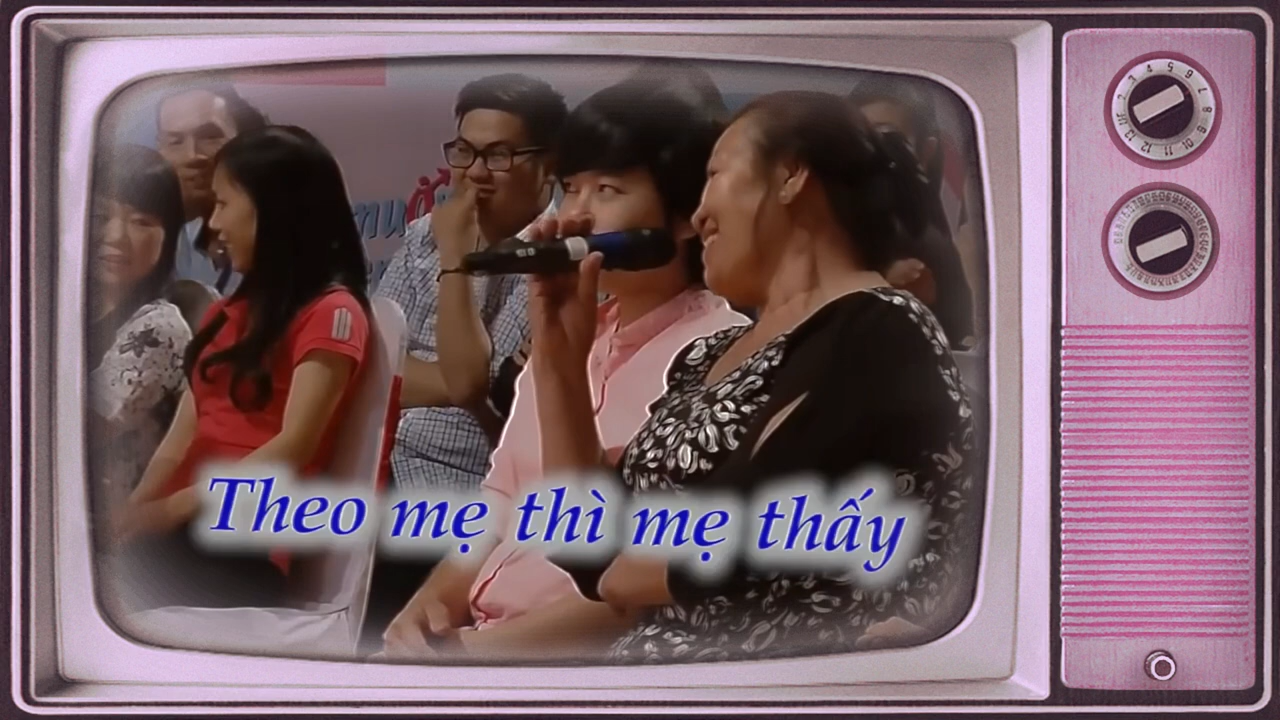 Theo mẹ thì mẹ thấy